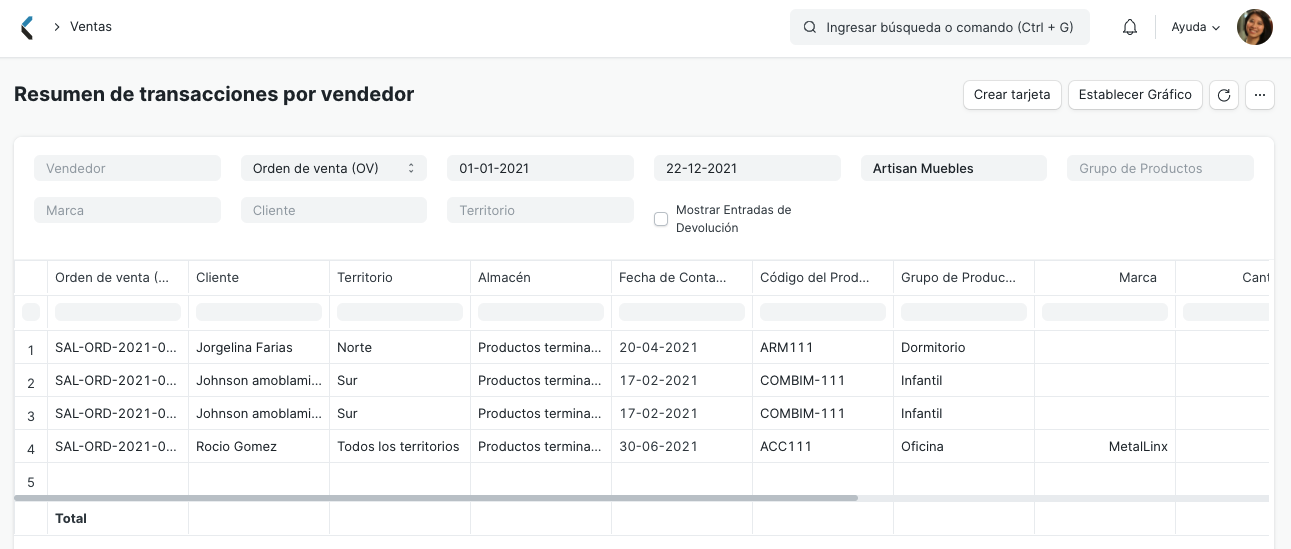 Ventas
Ingresar búsqueda o comando (Ctrl + G)
Ayuda
Resumen de transacciones por vendedor
Crear tarjeta
Establecer Gráfico
Vendedor
Orden de venta (OV)
01-01-2021
22-12-2021
Artisan Muebles
Grupo de Productos
Marca
Cliente
Territorio
Mostrar Entradas de
Devolución
Orden de venta (... Cliente Territorio Almacén Fecha de Conta... Código del Prod... Grupo de Produc... Marca Cant
1 SAL-ORD-2021-0... Jorgelina Farias Norte Productos termina... 20-04-2021 ARM111 Dormitorio
2 SAL-ORD-2021-0... Johnson amoblami... Sur Productos termina... 17-02-2021 COMBIM-111 Infantil
3 SAL-ORD-2021-0... Johnson amoblami... Sur Productos termina... 17-02-2021 COMBIM-111 Infantil
4 SAL-ORD-2021-0... Rocio Gomez Todos los territorios Productos termina... 30-06-2021 ACC111 Oficina MetalLinx
5
Total